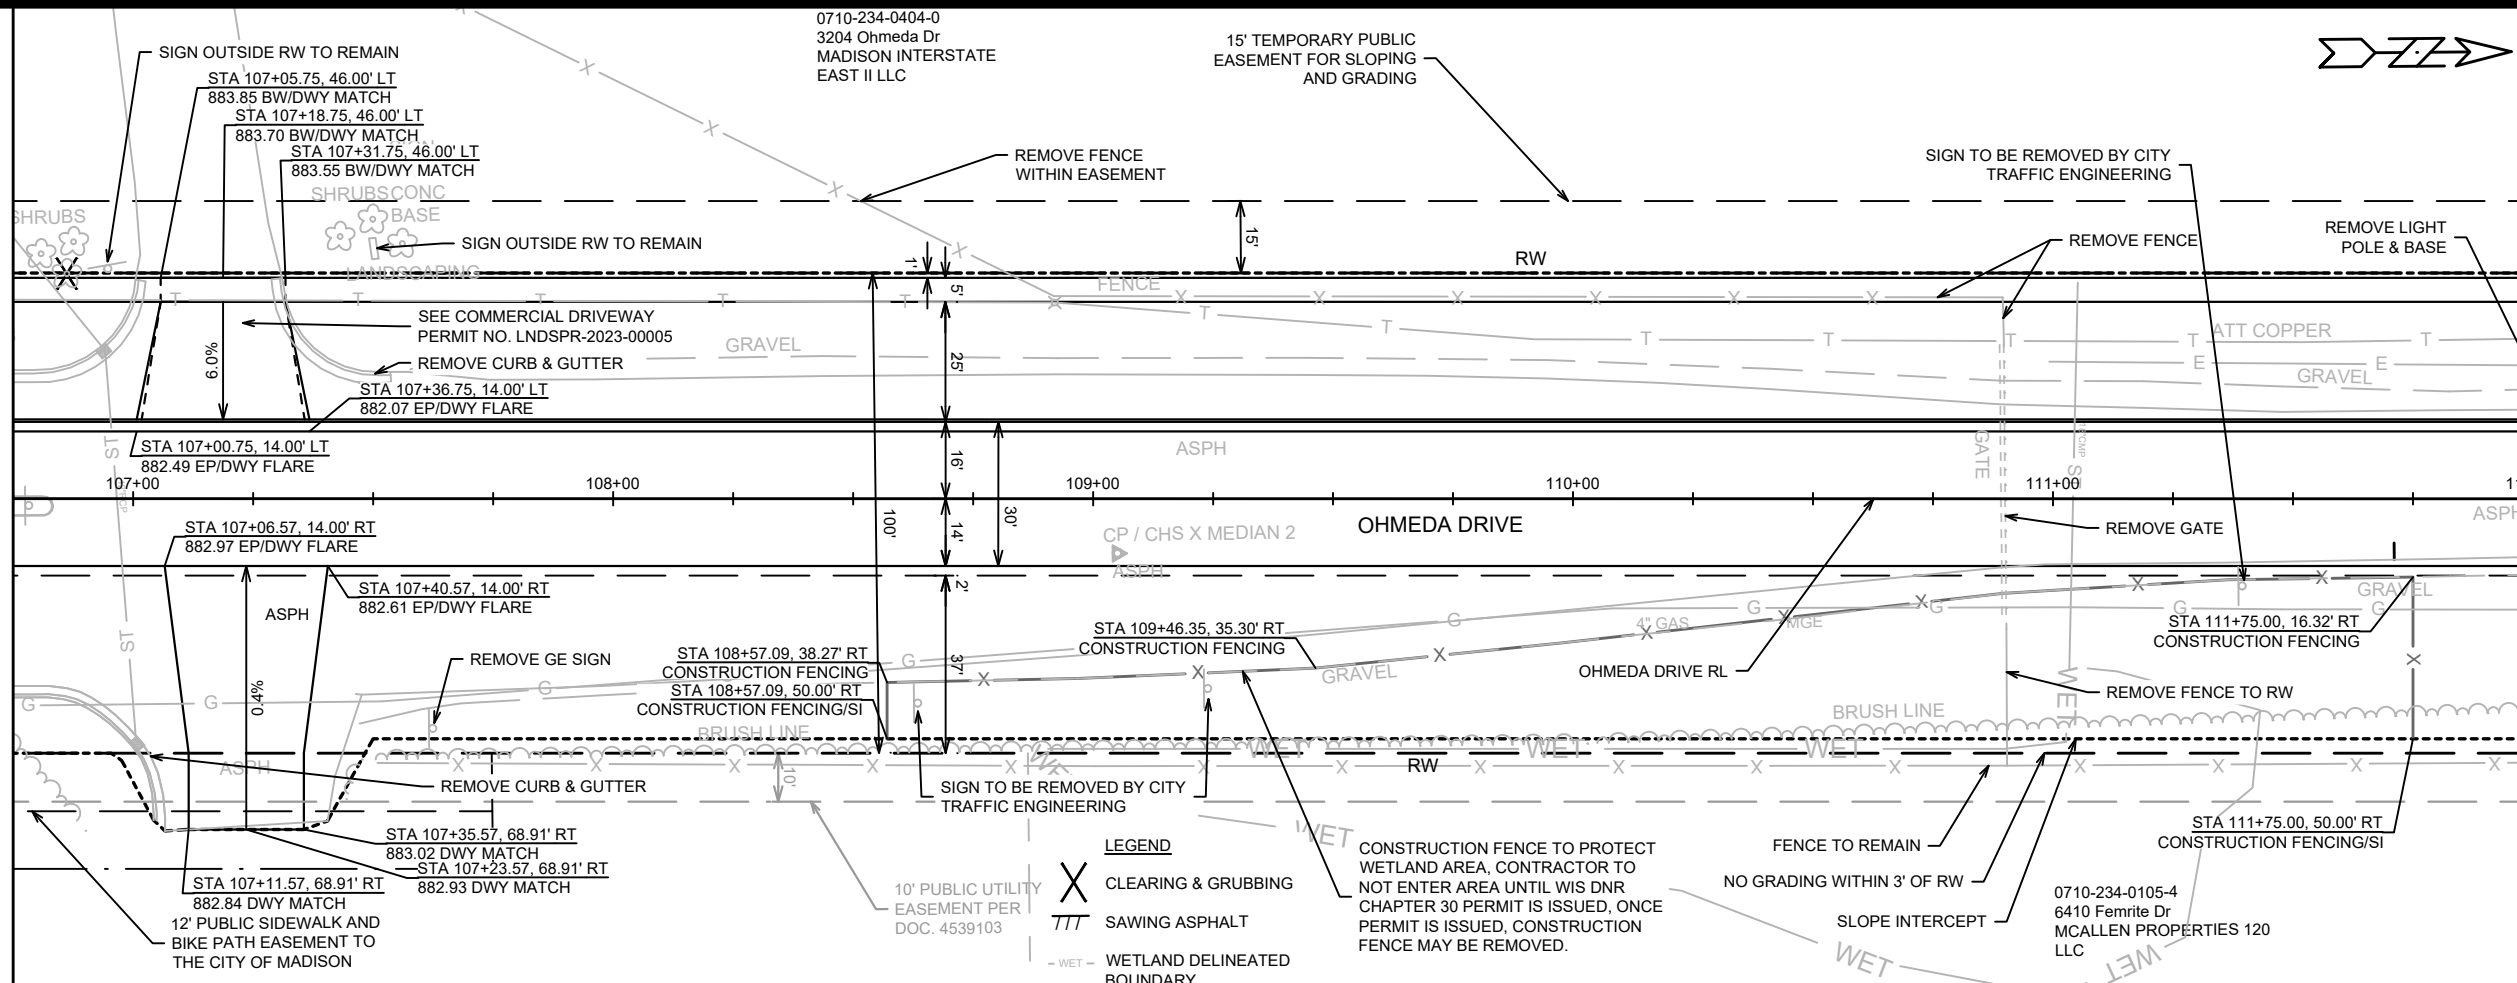 0710-234-0404-0
3204 Ohmeda Dr
MADISON INTERSTATE
EAST II LLC
15' TEMPORARY PUBLIC
EASEMENT FOR SLOPING
AND GRADING
SIGN OUTSIDE RW TO REMAIN
STA 107+05.75, 46.00' LT
883.85 BW/DWY MATCH
STA 107+18.75, 46.00' LT
883.70 BW/DWY MATCH
STA 107+31.75, 46.00' LT
883.55 BW/DWY MATCH
REMOVE FENCE
WITHIN EASEMENT
SIGN TO BE REMOVED BY CITY
TRAFFIC ENGINEERING
SHRUBS
SHRUBS
CONC
BASE
LANDSCAPING
SIGN OUTSIDE RW TO REMAIN
15'
RW
REMOVE FENCE
REMOVE LIGHT
POLE & BASE
1'
5'
FENCE
X X X X X X
T T T T T T T T T T T T
SEE COMMERCIAL DRIVEWAY
PERMIT NO. LNDSPR-2023-00005
6.0%
REMOVE CURB & GUTTER
GRAVEL
25'
ATT COPPER
E E
GRAVEL
STA 107+36.75, 14.00' LT
882.07 EP/DWY FLARE
STA 107+00.75, 14.00' LT
882.49 EP/DWY FLARE
ST
ASPH
16'
GATE
107+00
108+00
109+00
110+00
111+00
100'
14'
30'
OHMEDA DRIVE
ASPH
CP / CHS X MEDIAN 2
ASPH
REMOVE GATE
STA 107+06.57, 14.00' RT
882.97 EP/DWY FLARE
STA 107+40.57, 14.00' RT
882.61 EP/DWY FLARE
ASPH
2'
ST
0.4%
REMOVE GE SIGN
STA 108+57.09, 38.27' RT
CONSTRUCTION FENCING
STA 108+57.09, 50.00' RT
CONSTRUCTION FENCING/SI
37'
STA 109+46.35, 35.30' RT
CONSTRUCTION FENCING
GRAVEL
4" GAS
MGE
GRAVEL
STA 111+75.00, 16.32' RT
CONSTRUCTION FENCING
OHMEDA DRIVE RL
REMOVE FENCE TO RW
G G G G G G G G G
BRUSH LINE
BRUSH LINE
WET
WET
WET
WET
RW
ASPH
REMOVE CURB & GUTTER
10'
SIGN TO BE REMOVED BY CITY
TRAFFIC ENGINEERING
STA 107+35.57, 68.91' RT
883.02 DWY MATCH
STA 107+23.57, 68.91' RT
882.93 DWY MATCH
STA 107+11.57, 68.91' RT
882.84 DWY MATCH
12' PUBLIC SIDEWALK AND
BIKE PATH EASEMENT TO
THE CITY OF MADISON
10' PUBLIC UTILITY
EASEMENT PER
DOC. 4539103
LEGEND
CLEARING & GRUBBING
SAWING ASPHALT
WET WETLAND DELINEATED
BOUNDARY
WET
CONSTRUCTION FENCE TO PROTECT
WETLAND AREA, CONTRACTOR TO
NOT ENTER AREA UNTIL WIS DNR
CHAPTER 30 PERMIT IS ISSUED, ONCE
PERMIT IS ISSUED, CONSTRUCTION
FENCE MAY BE REMOVED.
FENCE TO REMAIN
NO GRADING WITHIN 3' OF RW
SLOPE INTERCEPT
STA 111+75.00, 50.00' RT
CONSTRUCTION FENCING/SI
0710-234-0105-4
6410 Femrite Dr
MCALLEN PROPERTIES 120
LLC
WET
WET